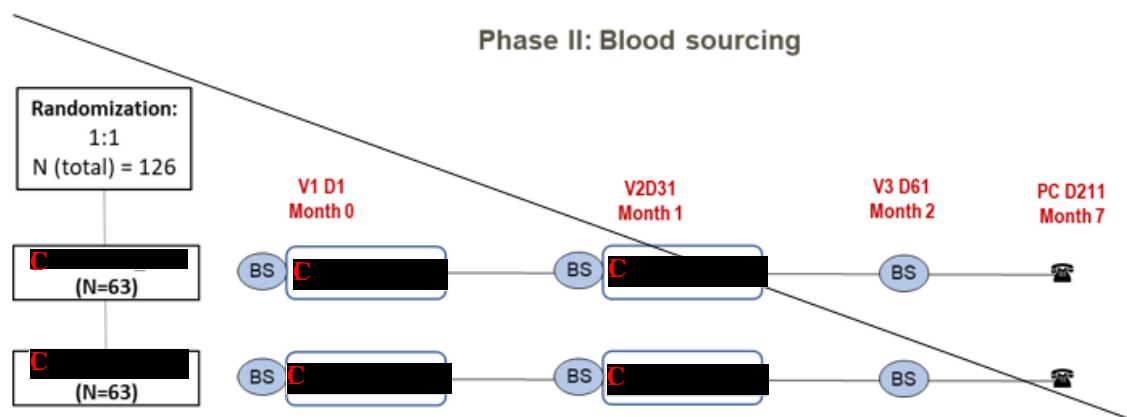 Phase II: Blood sourcing
Randomization:
1:1
N (total) = 126
V1 D1
Month 0
V2D31
Month 1
V3 D61
Month 2
PC D211
Month 7
C
(N=63)
BS
C
BS
C
BS
C
(N=63)
BS
C
BS
C
BS